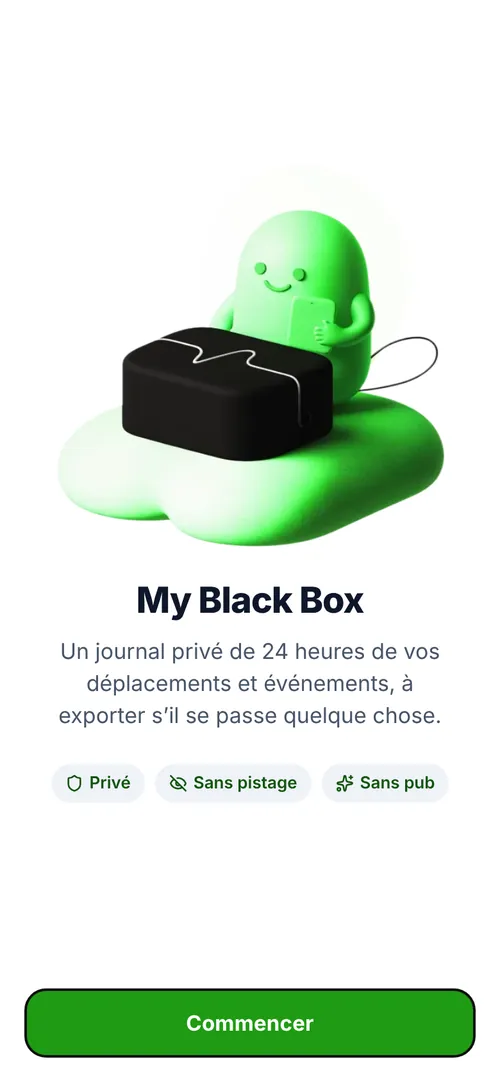 My Black Box
Un journal privé de 24 heures de vos
déplacements et événements, à
exporter s’il se passe quelque chose.
Privé
Sans pistage
Sans pub
Commencer